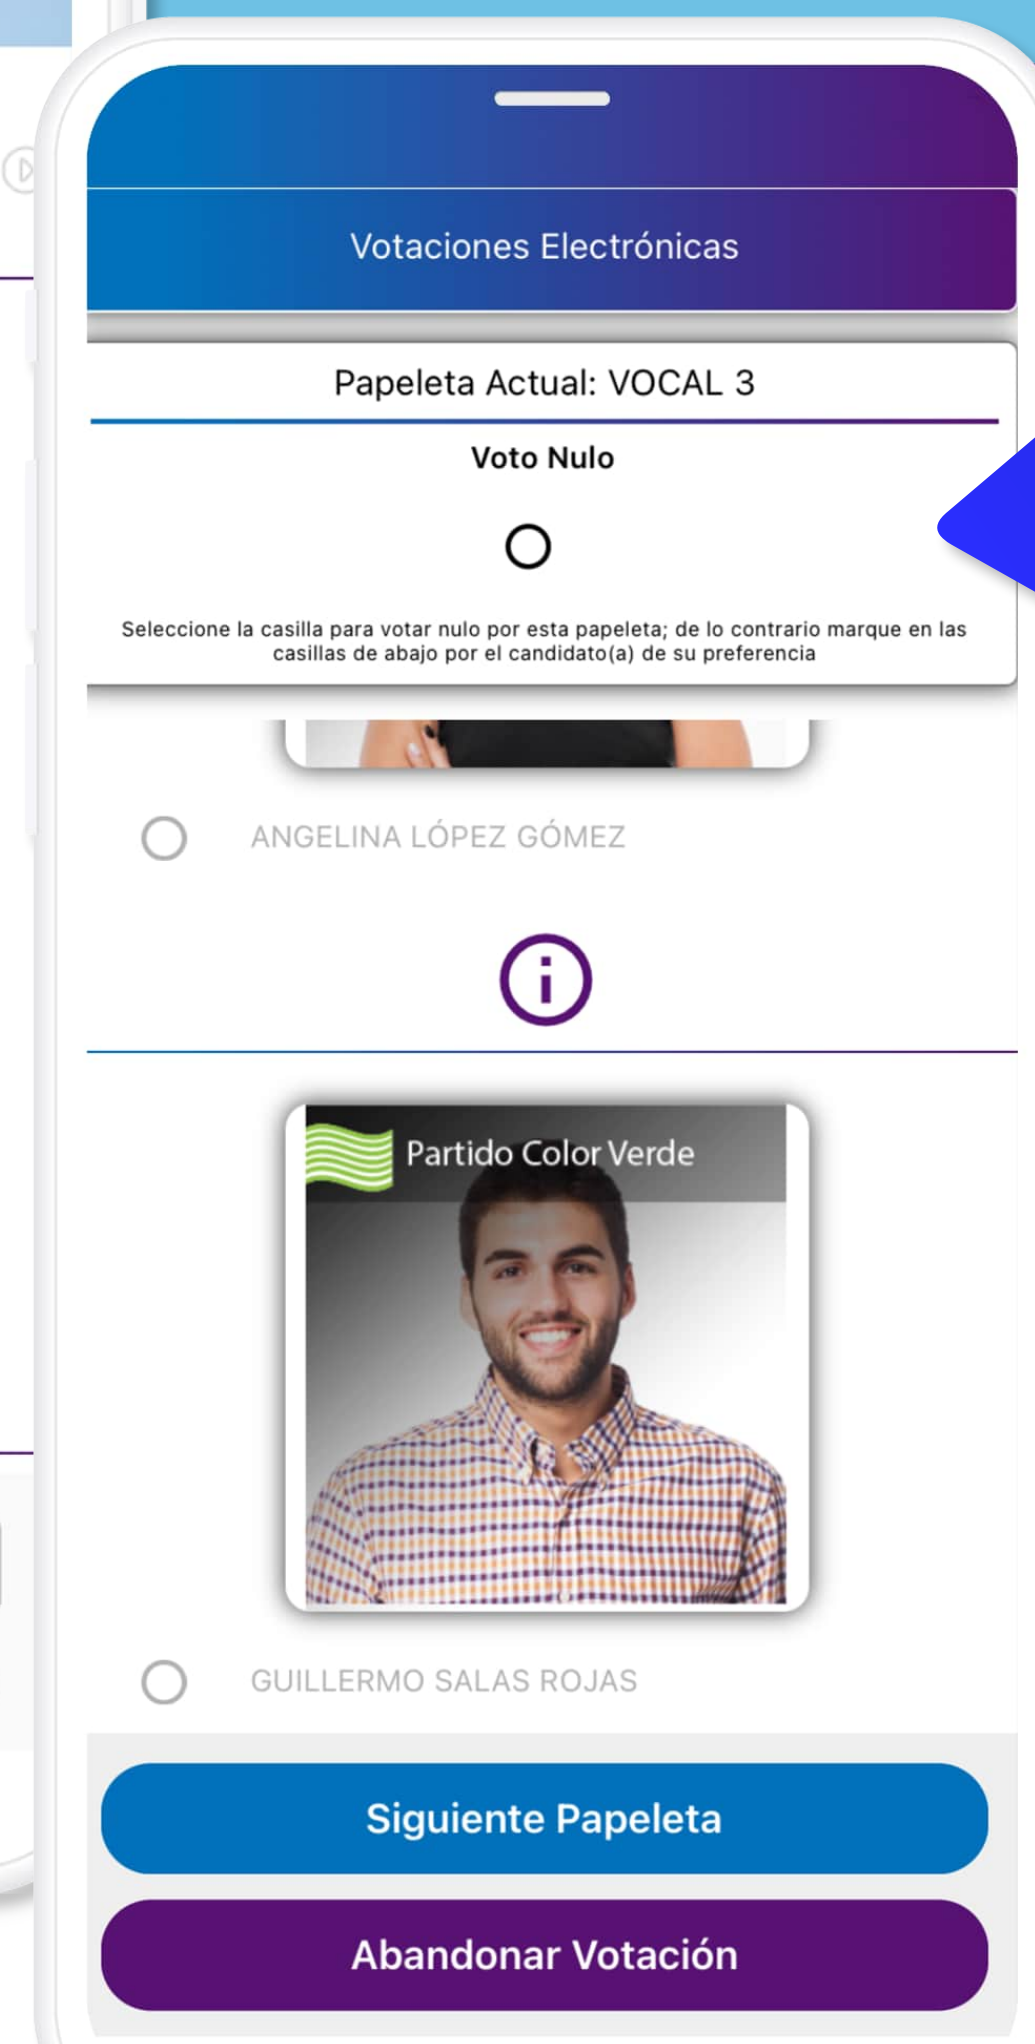 Votaciones Electrónicas
Papeleta Actual: VOCAL 3
Voto Nulo
Seleccione la casilla para votar nulo por esta papeleta; de lo contrario marque en las
casillas de abajo por el candidato(a) de su preferencia
ANGELINA LÓPEZ GÓMEZ
Partido Color Verde
GUILLERMO SALAS ROJAS
Siguiente Papeleta
Abandonar Votación